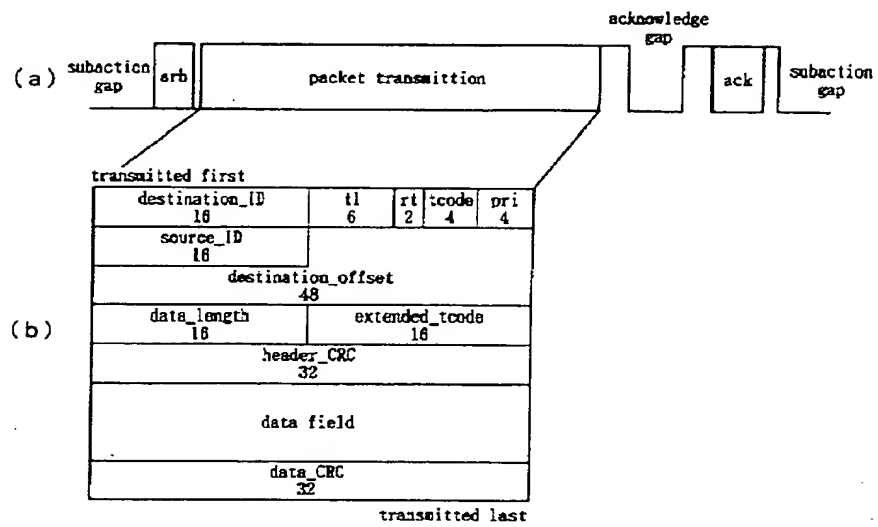 acknowledge
gap
(a)
subaction
gap
arb
packet transmittion
ack
subaction
gap
transmitted first
destination_ID
16
tl
6
rt
2
tcode
4
pri
4
source_ID
16
destination_offset
48
(b)
data_length
16
extended_tcode
16
header_CRC
32
data field
data_CRC
32
transmitted last